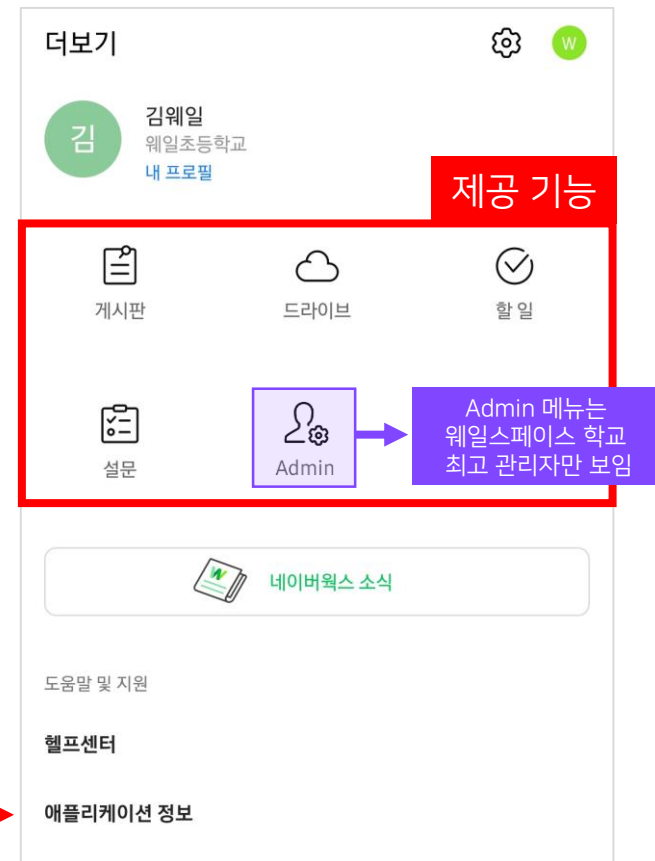 더보기
W
김
김웨일
웨일초등학교
내 프로필
제공 기능
게시판
드라이브
할 일
설문
Admin
Admin 메뉴는
웨일스페이스 학교
최고 관리자만 보임
W
네이버웍스 소식
도움말 및 지원
헬프센터
애플리케이션 정보